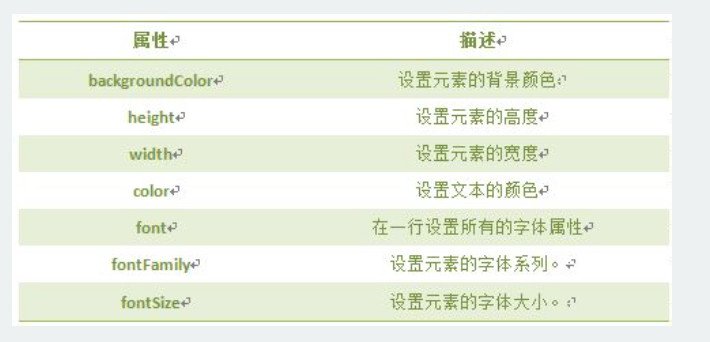 属性 描述
backgroundColor 设置元素的背景颜色
height 设置元素的高度
width 设置元素的宽度
color 设置文本的颜色
font 在一行设置所有的字体属性
fontFamily 设置元素的字体系列。
fontSize 设置元素的字体大小。